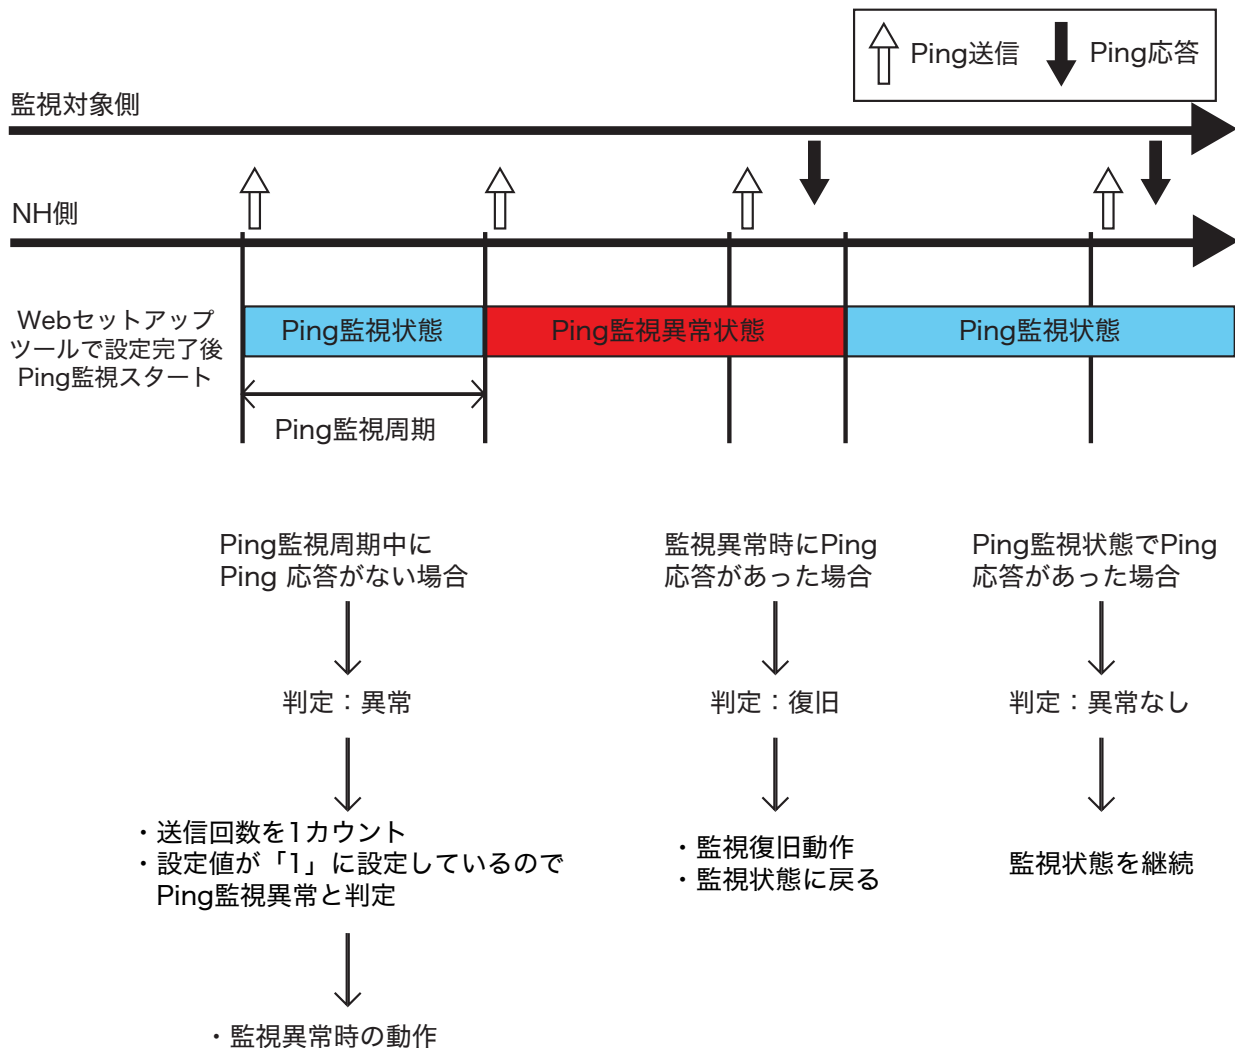 Ping送信
Ping応答
監視対象側
NH側
Webセットアップ
ツールで設定完了後
Ping監視スタート
Ping監視状態
Ping監視異常状態
Ping監視状態
Ping監視周期
Ping監視周期中に
Ping 応答がない場合
判定：異常
・送信回数を1カウント
・設定値が「1」に設定しているので
Ping監視異常と判定
・監視異常時の動作
監視異常時にPing
応答があった場合
判定：復旧
・監視復旧動作
・監視状態に戻る
Ping監視状態でPing
応答があった場合
判定：異常なし
監視状態を継続